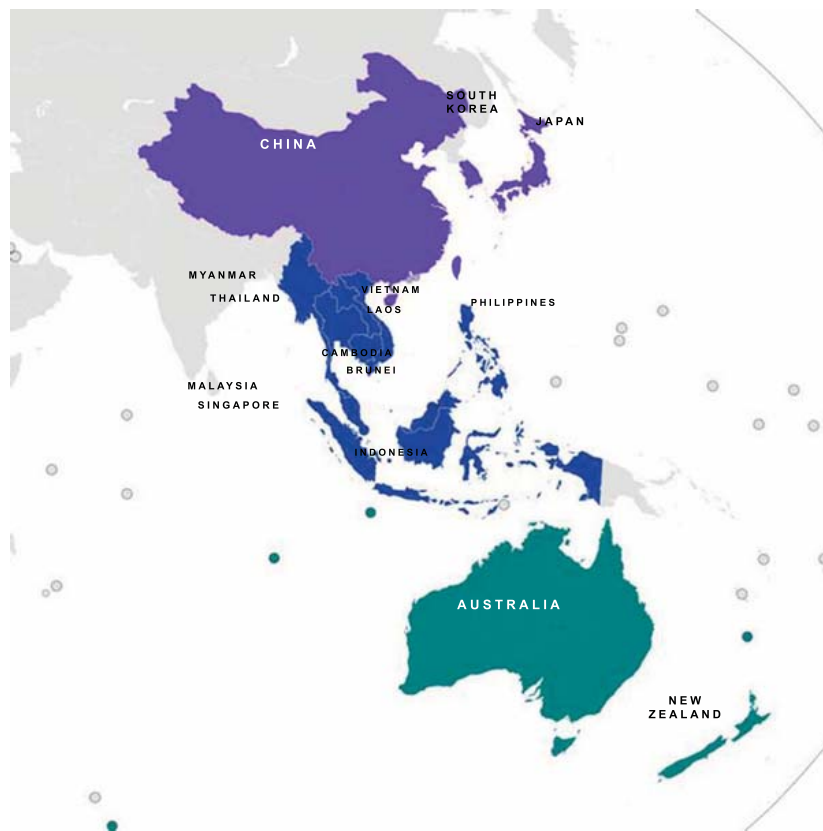 SOUTH
KOREA
JAPAN
CHINA
MYANMAR
VIETNAM
THAILAND
PHILIPPINES
LAOS
CAMBODIA
BRUNEI
MALAYSIA
SINGAPORE
INDONESIA
AUSTRALIA
NEW
ZEALAND